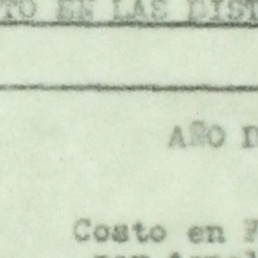 TO EN LAS DIST
AÑO D
Costo en F